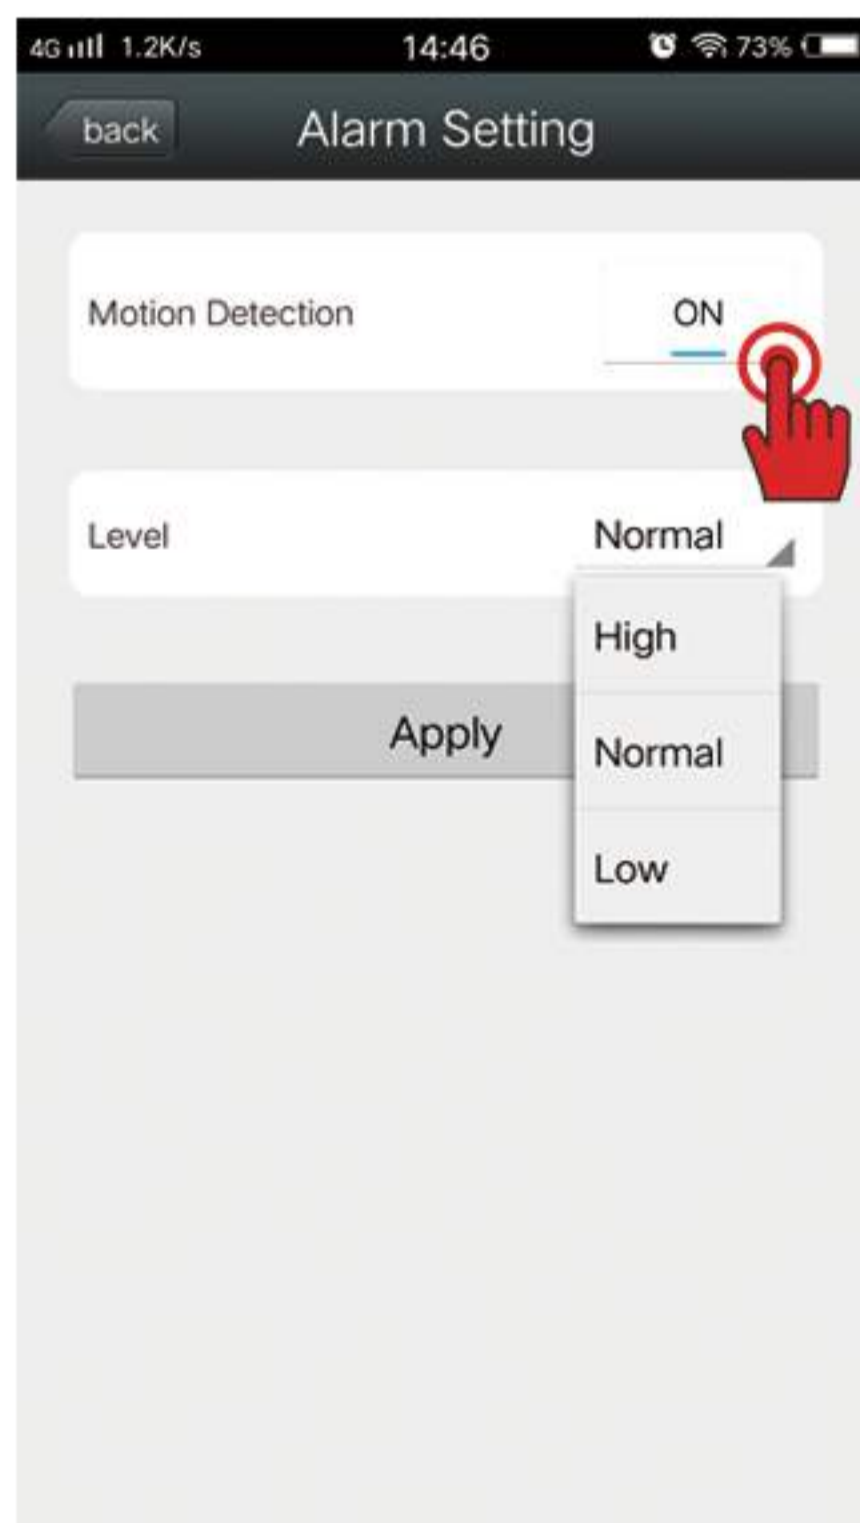 4G 1.2K/s 14:46 73%
back Alarm Setting
Motion Detection ON
Level Normal
High
Apply
Normal
Low